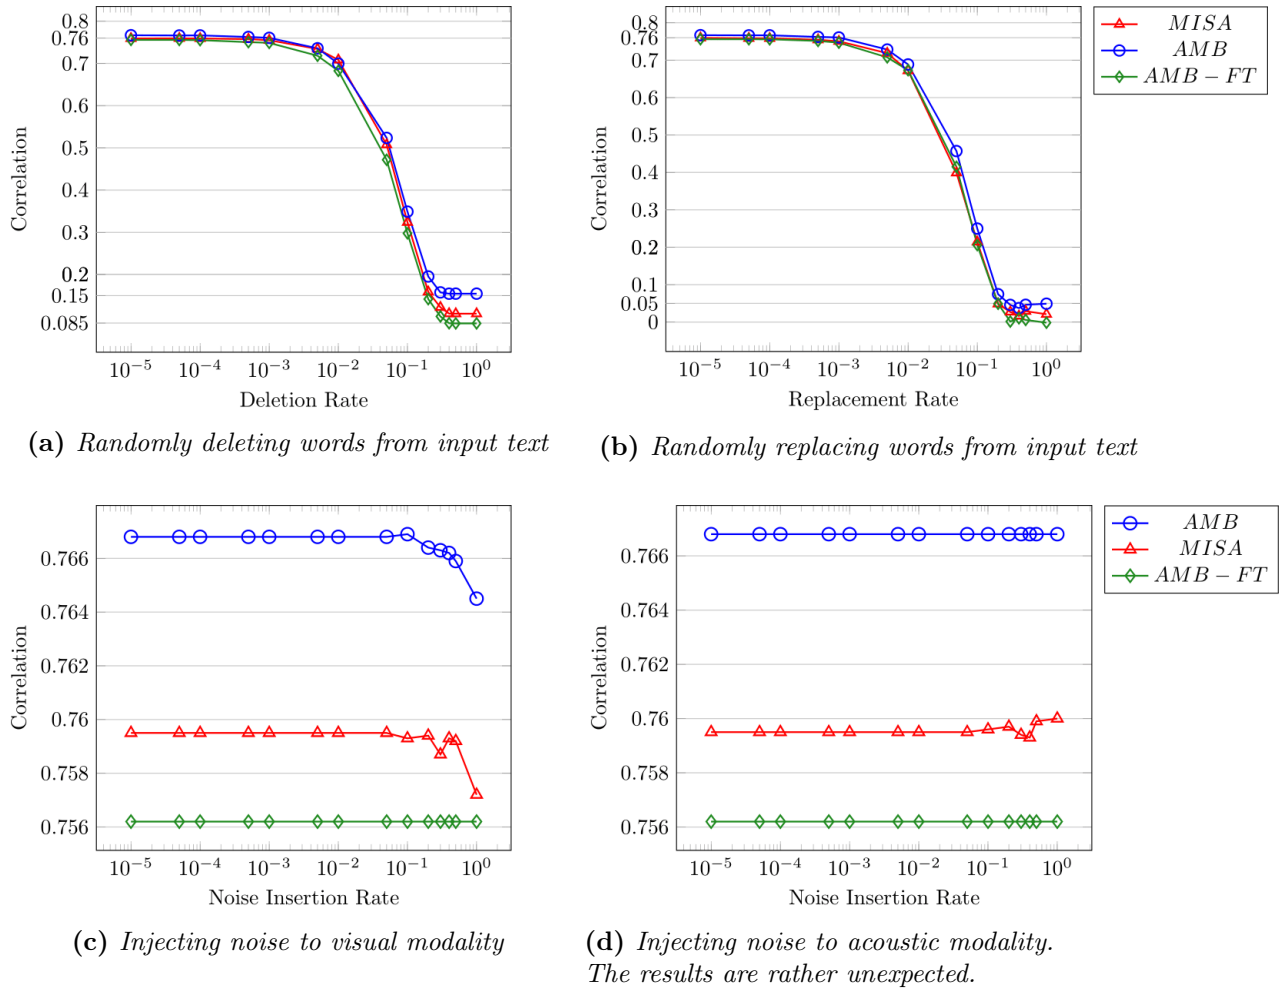 0.8
0.76
0.7
0.6
0.5
0.4
0.3
0.2
0.15
0.085
Correlation
10−5 10−4 10−3 10−2 10−1 100
Deletion Rate
(a) Randomly deleting words from input text
0.8
0.76
0.7
0.6
0.5
0.4
0.3
0.2
0.1
0.05
0
Correlation
10−5 10−4 10−3 10−2 10−1 100
Replacement Rate
(b) Randomly replacing words from input text
MISA
AMB
AMB − FT
0.766
0.764
0.762
0.76
0.758
0.756
Correlation
10−5 10−4 10−3 10−2 10−1 100
Noise Insertion Rate
(c) Injecting noise to visual modality
0.766
0.764
0.762
0.76
0.758
0.756
Correlation
10−5 10−4 10−3 10−2 10−1 100
Noise Insertion Rate
(d) Injecting noise to acoustic modality.
The results are rather unexpected.
AMB
MISA
AMB − FT